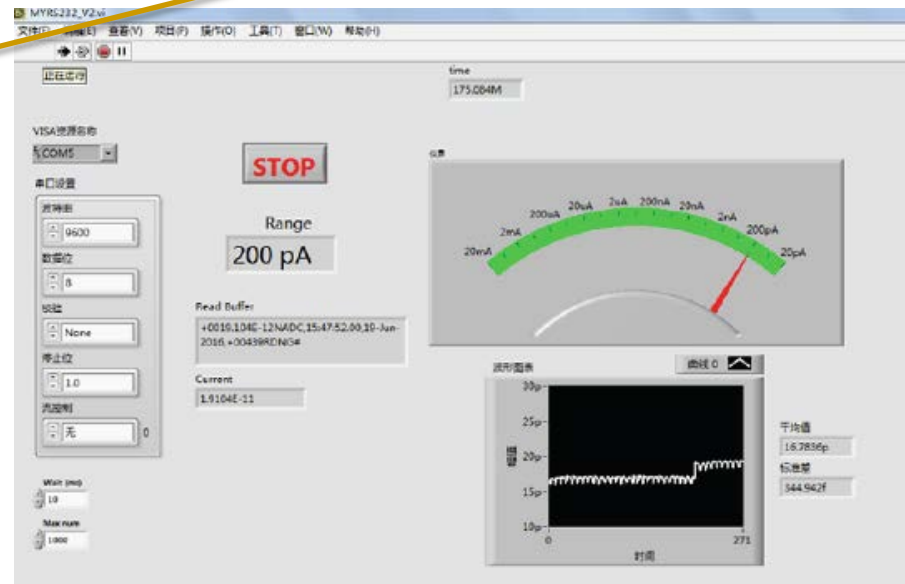 MYRS232_V2.vi
查看(V) 项目(P) 操作(O) 工具(T) 窗口(W) 帮助(H)
正在运行
time
175.084M
VISA资源名称
COM5
STOP
仪表
串口设置
波特率
9600
数据位
8
校验
None
停止位
1.0
流控制
无
0
Range
200 pA
20mA
2mA
200uA
20uA
2uA
200nA
20nA
2nA
200pA
20pA
Read Buffer
+0019.104E-12NADC,15:47:52.00,19-Jun-
2016,+00439RDNG#
Current
1.9104E-11
波形图表
曲线 0
30p
25p
20p
15p
10p
幅值
0
271
时间
平均值
16.7836p
标准差
344.942f
Wait (ms)
10
Max num
1000